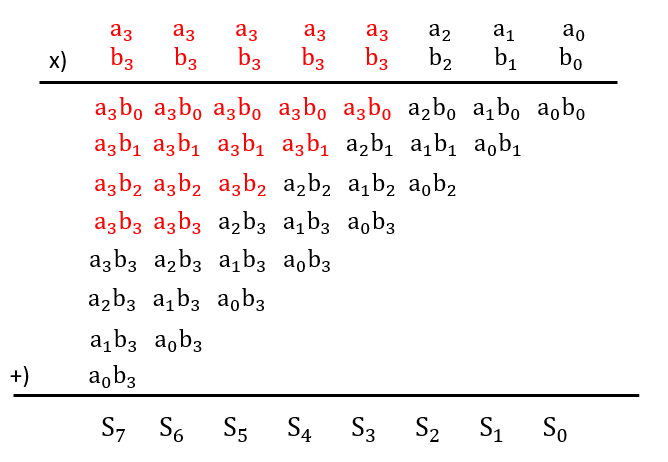 a₃ a₃ a₃ a₃ a₃ a₂ a₁ a₀
x) b₃ b₃ b₃ b₃ b₃ b₂ b₁ b₀
a₃b₀ a₃b₀ a₃b₀ a₃b₀ a₃b₀ a₂b₀ a₁b₀ a₀b₀
a₃b₁ a₃b₁ a₃b₁ a₃b₁ a₂b₁ a₁b₁ a₀b₁
a₃b₂ a₃b₂ a₃b₂ a₂b₂ a₁b₂ a₀b₂
a₃b₃ a₃b₃ a₂b₃ a₁b₃ a₀b₃
a₃b₃ a₂b₃ a₁b₃ a₀b₃
a₂b₃ a₁b₃ a₀b₃
a₁b₃ a₀b₃
+) a₀b₃
S₇ S₆ S₅ S₄ S₃ S₂ S₁ S₀